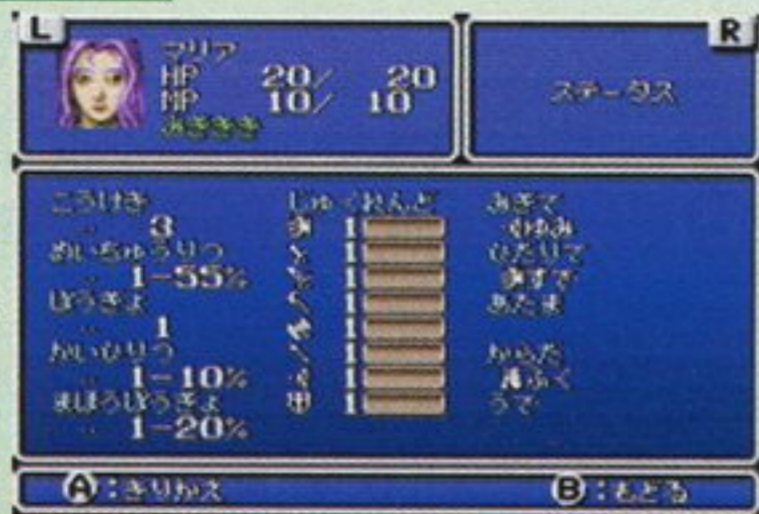 L
R
マリア
HP 20/ 20
MP 10/ 10
みぎきき
ステータス
こうげき
3
めいちゅうりつ
1-55%
ぼうぎょ
1
かいひりつ
1-10%
まほうぼうぎょ
1-20%
じゅくれんど
1
1
1
1
1
1
1
1
みぎて
ゆみ
ひだりて
すで
あたま
からだ
ふく
うで
A:きりかえ
B:もどる